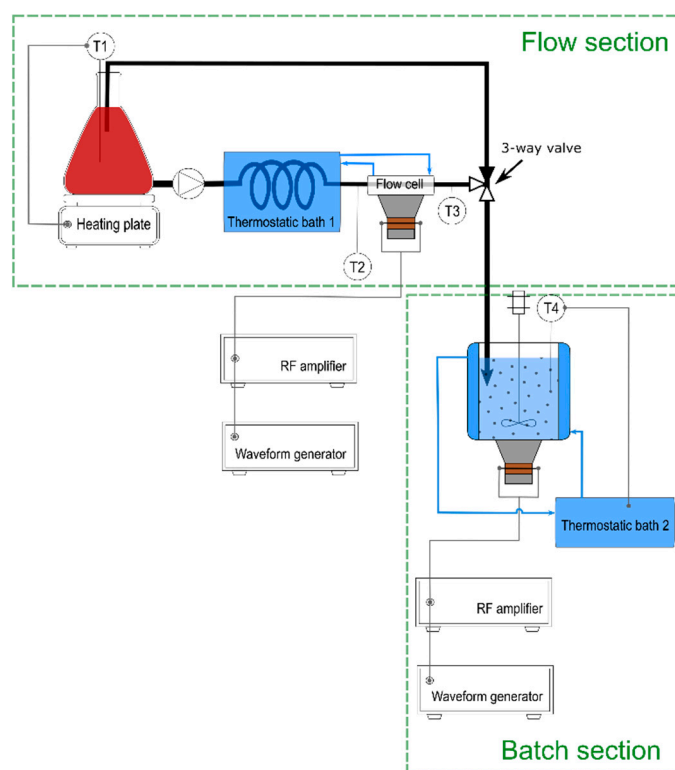 Flow section
T1
3-way valve
Flow cell
Heating plate
Thermostatic bath 1
T3
T2
T4
RF amplifier
Waveform generator
Thermostatic bath 2
RF amplifier
Waveform generator
Batch section